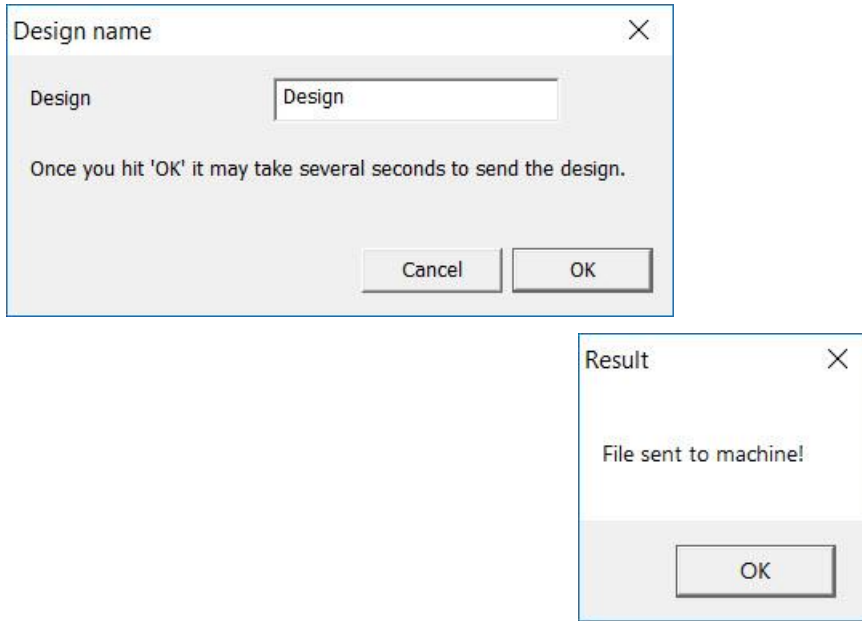 Design name
Design Design
Once you hit 'OK' it may take several seconds to send the design.
Cancel OK
Result
File sent to machine!
OK